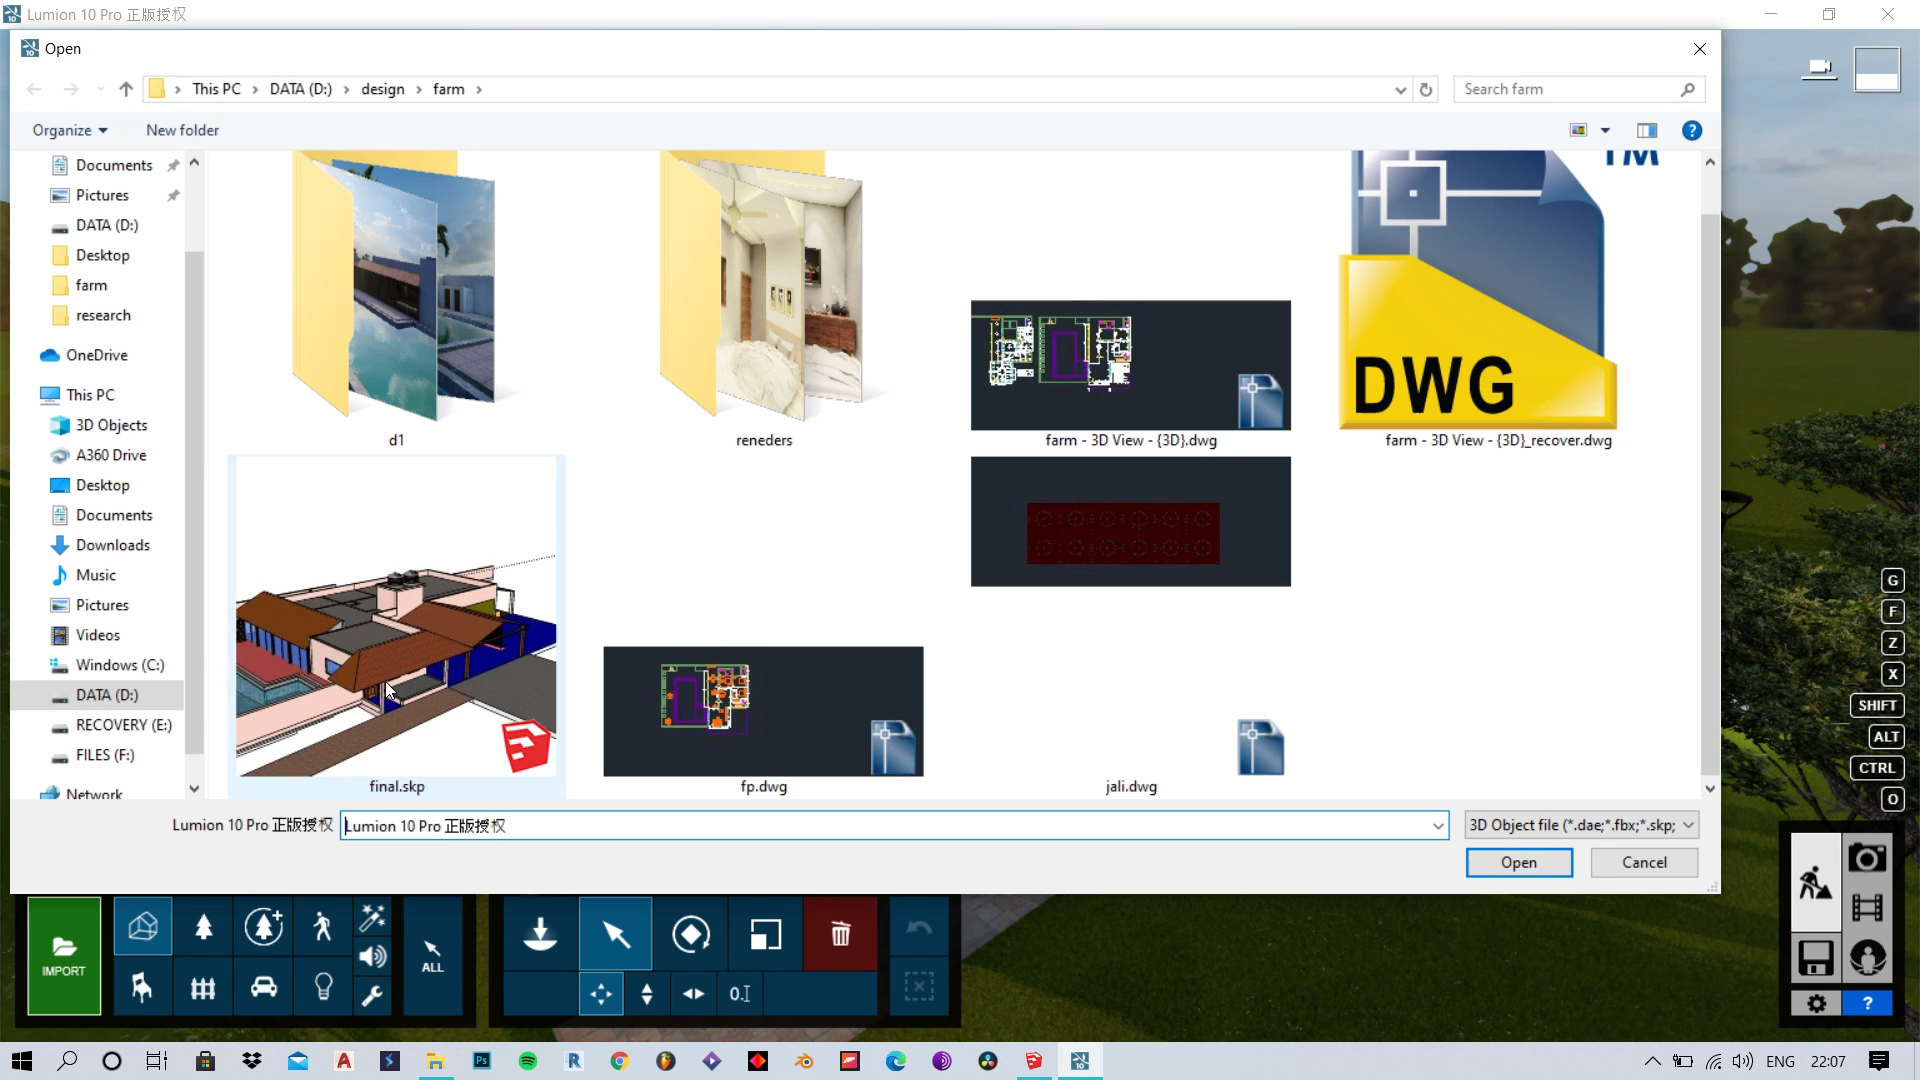 Lumion 10 Pro 正版授权
Open
This PC
DATA (D:)
design
farm
Search farm
Organize
New folder
Documents
Pictures
DATA (D:)
Desktop
farm
research
OneDrive
This PC
3D Objects
A360 Drive
Desktop
Documents
Downloads
Music
Pictures
Videos
Windows (C:)
DATA (D:)
RECOVERY (E:)
FILES (F:)
Network
TM
DWG
d1
reneders
farm - 3D View - {3D}.dwg
farm - 3D View - {3D}_recover.dwg
final.skp
fp.dwg
jali.dwg
Lumion 10 Pro 正版授权
Lumion 10 Pro 正版授权
3D Object file (*.dae;*.fbx;*.skp;
Open
Cancel
G
F
Z
X
SHIFT
ALT
CTRL
O
IMPORT
ALL
ENG
22:07